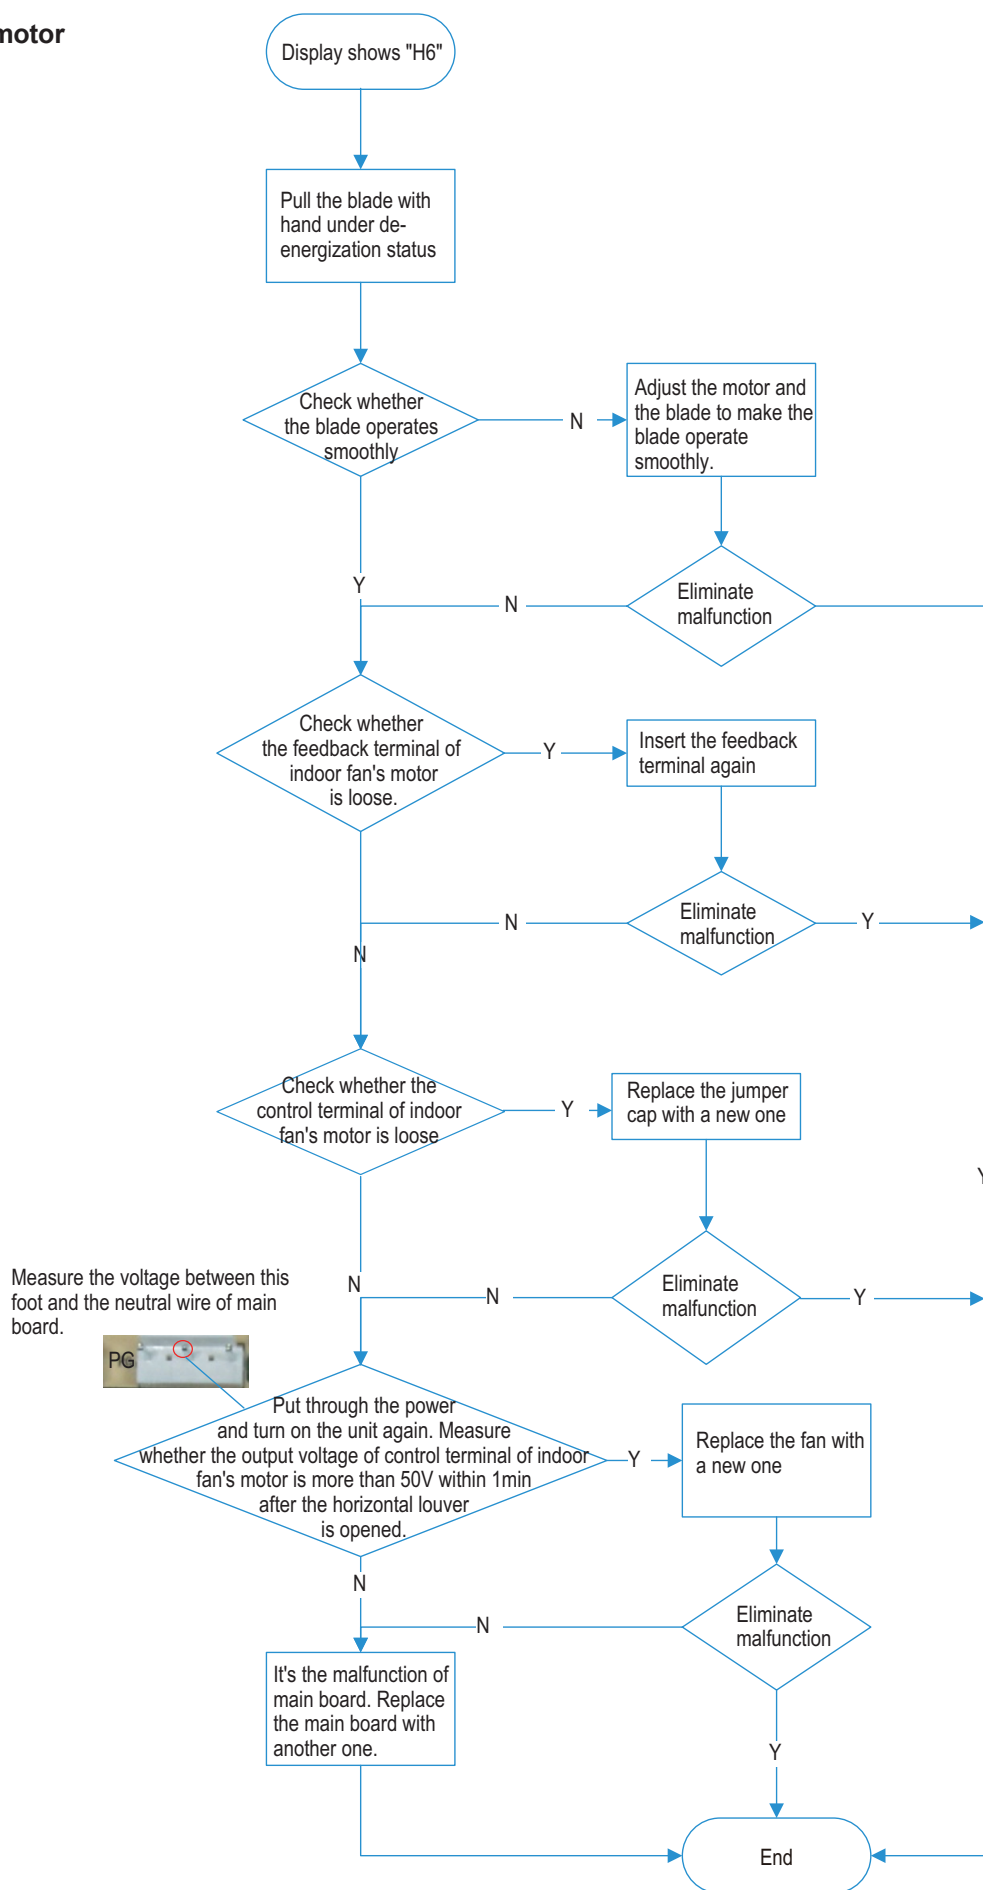 motor
Display shows "H6"
Pull the blade with
hand under de-
energization status
Check whether
the blade operates
smoothly
N
Adjust the motor and
the blade to make the
blade operate
smoothly.
Y
N
Eliminate
malfunction
Check whether
the feedback terminal of
indoor fan's motor
is loose.
Y
Insert the feedback
terminal again
N
Eliminate
malfunction
Y
N
Check whether the
control terminal of indoor
fan's motor is loose
Y
Replace the jumper
cap with a new one
Y
N
N
Eliminate
malfunction
Y
Measure the voltage between this
foot and the neutral wire of main
board.
PG
Put through the power
and turn on the unit again. Measure
whether the output voltage of control terminal of indoor
fan's motor is more than 50V within 1min
after the horizontal louver
is opened.
Y
Replace the fan with
a new one
N
N
Eliminate
malfunction
It's the malfunction of
main board. Replace
the main board with
another one.
Y
End